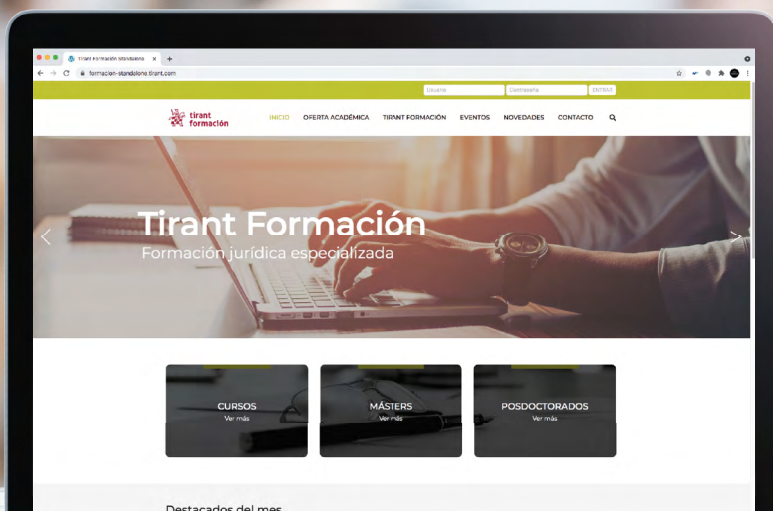 Tirant Formación Standalone
formacion-standalone.tirant.com
Usuario
Contraseña
ENTRAR
tirant
formación
INICIO
OFERTA ACADÉMICA
TIRANT FORMACIÓN
EVENTOS
NOVEDADES
CONTACTO
Tirant Formación
Formación jurídica especializada
CURSOS
Ver más
MÁSTERS
Ver más
POSDOCTORADOS
Ver más
Destacados del mes